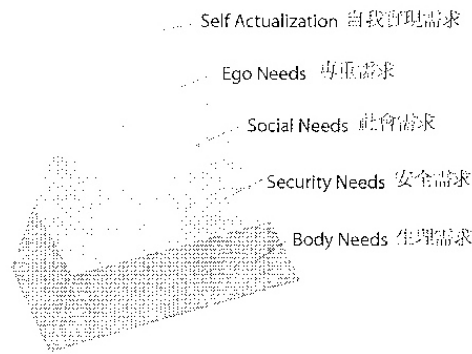 Self Actualization 自我實現需求
Ego Needs 尊重需求
Social Needs 社會需求
Security Needs 安全需求
Body Needs 生理需求